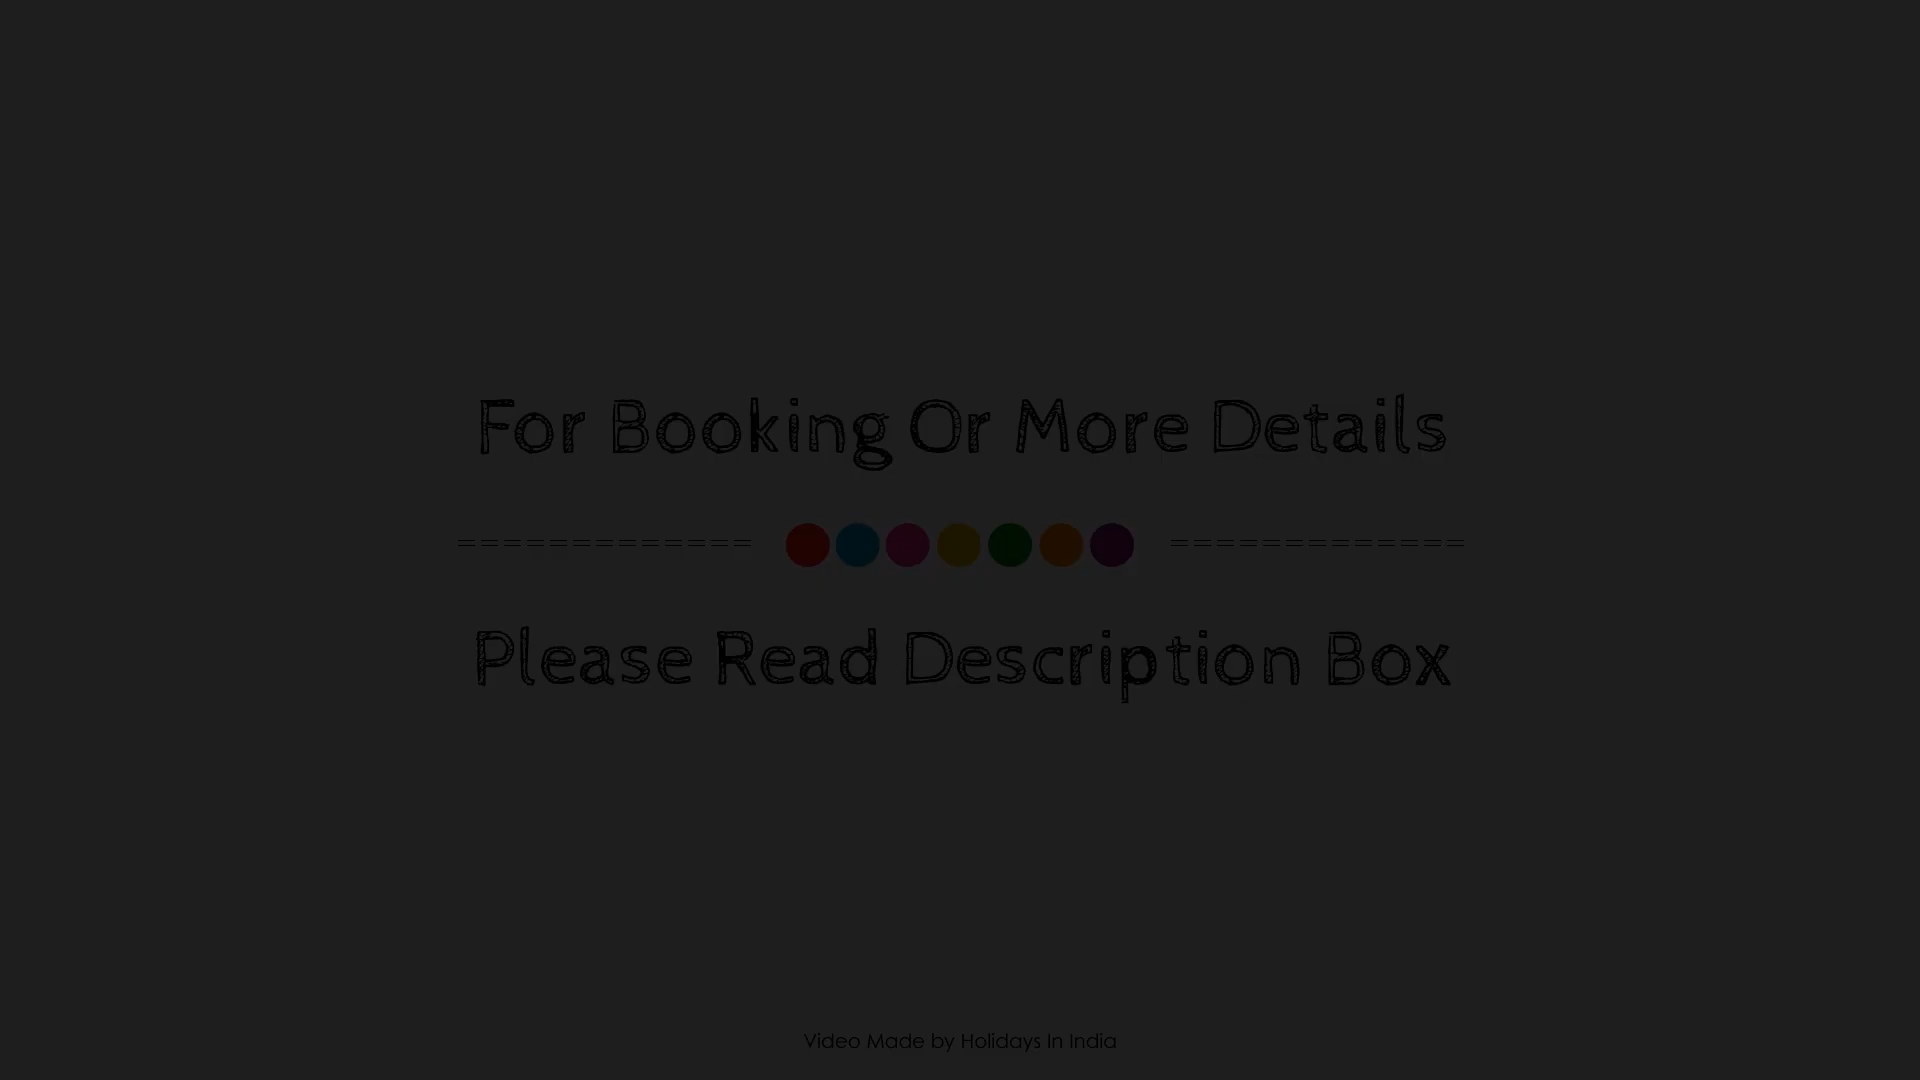 For Booking Or More Details
============= =============
Please Read Description Box
Video Made by Holidays In India